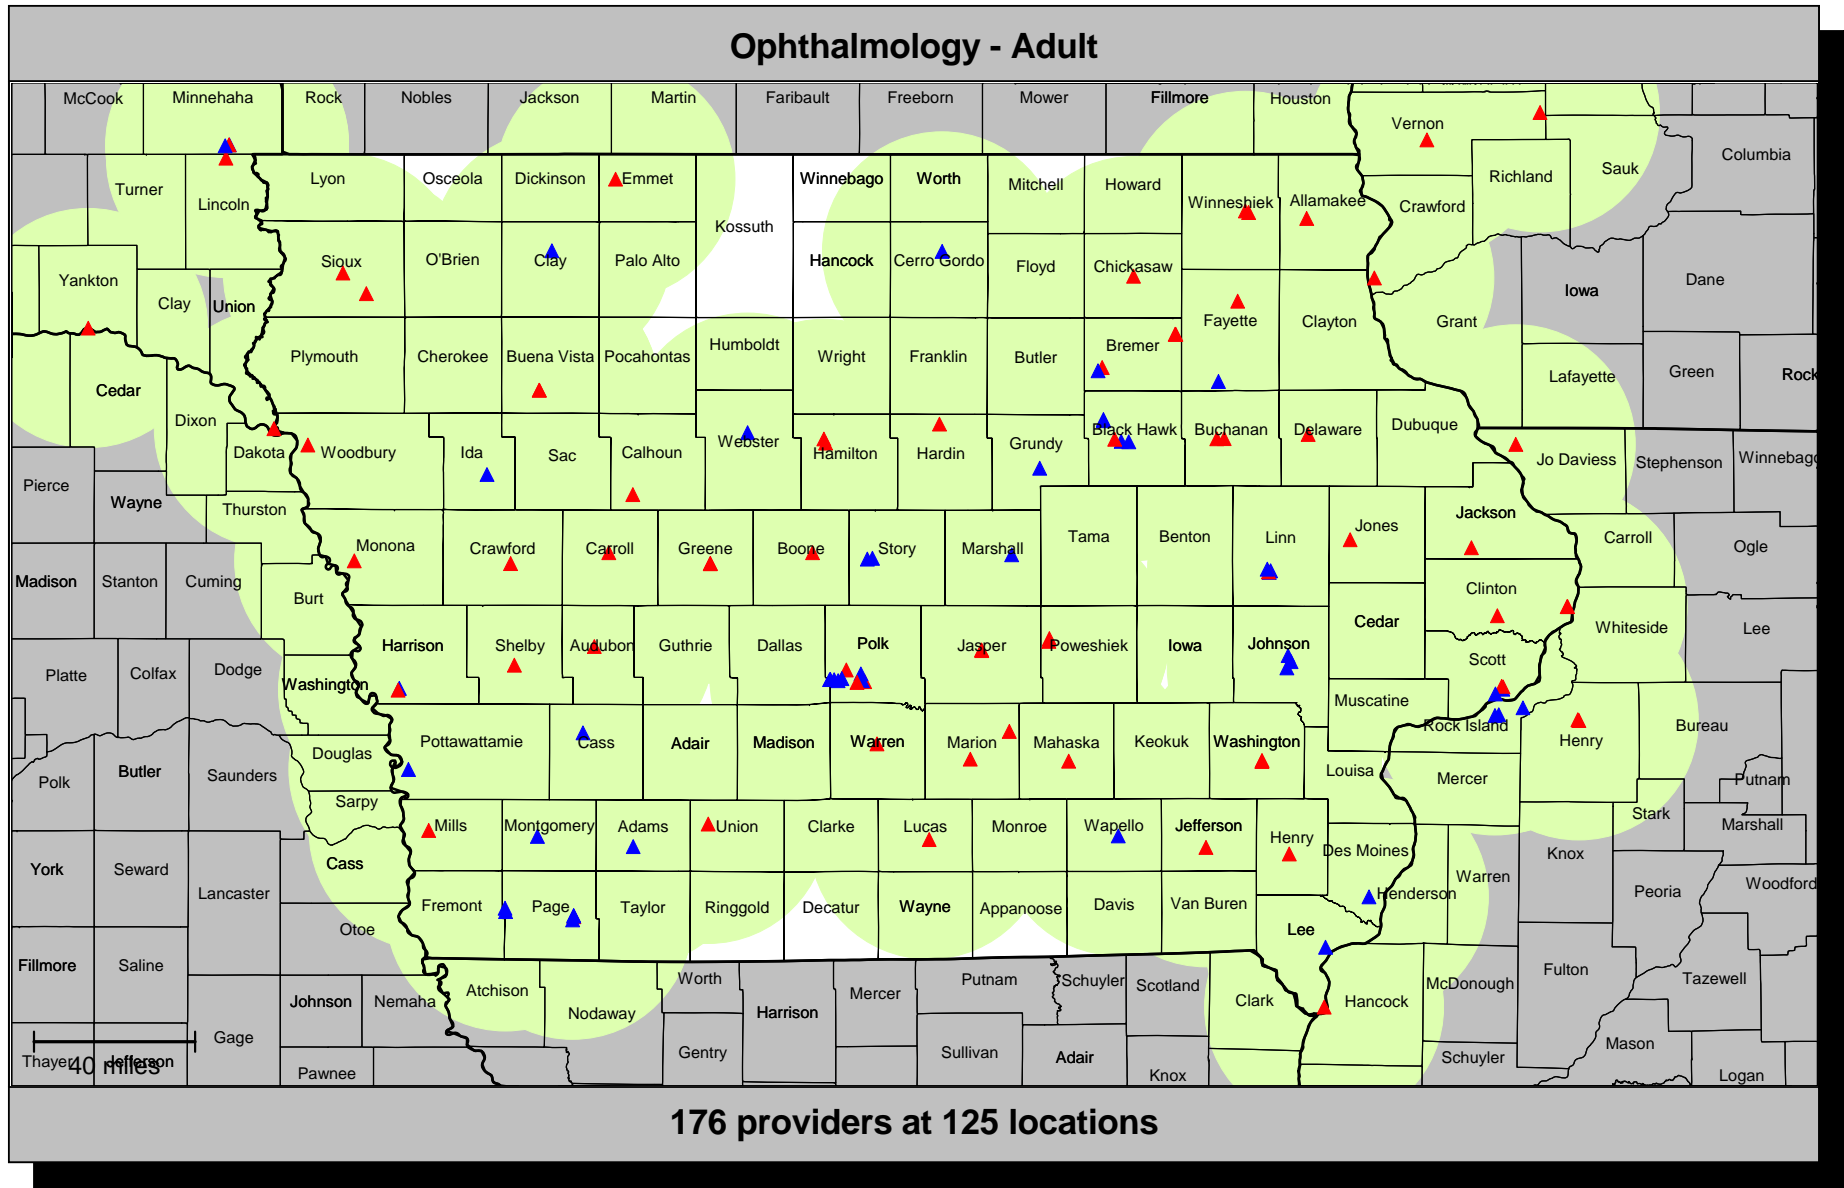 Ophthalmology - Adult
McCook Minnehaha Rock Nobles Jackson Martin Faribault Freeborn Mower Fillmore Houston
Vernon
Columbia
Turner Lyon Osceola Dickinson Emmet Winnebago Worth Mitchell Howard Richland Sauk
Lincoln Kossuth Winneshiek Allamakee Crawford
Yankton Clay Union Sioux O'Brien Clay Palo Alto Hancock Cerro Gordo Floyd Chickasaw Iowa Dane
Fayette Clayton Grant
Cedar Plymouth Cherokee Buena Vista Pocahontas Humboldt Wright Franklin Butler Bremer Lafayette Green Rock
Dixon Webster Black Hawk Buchanan Delaware Dubuque
Dakota Woodbury Ida Sac Calhoun Hamilton Hardin Grundy Jo Daviess Stephenson Winnebago
Pierce Wayne Thurston Jackson
Monona Crawford Carroll Greene Boone Story Marshall Tama Benton Linn Jones Carroll Ogle
Madison Stanton Cuming Burt Clinton
Harrison Shelby Audubon Guthrie Dallas Polk Jasper Poweshiek Iowa Johnson Cedar Whiteside Lee
Platte Colfax Dodge Washington Scott
Muscatine Rock Island Henry Bureau
Douglas Pottawattamie Cass Adair Madison Warren Marion Mahaska Keokuk Washington
Polk Butler Saunders Louisa Mercer Putnam
Sarpy Mills Montgomery Adams Union Clarke Lucas Monroe Wapello Jefferson Henry Stark Marshall
York Seward Cass Des Moines Knox
Lancaster Fremont Page Taylor Ringgold Decatur Wayne Appanoose Davis Van Buren Henderson Warren Peoria Woodford
Otoe Lee
Fillmore Saline Atchison Worth Putnam Schuyler Scotland McDonough Fulton Tazewell
Johnson Nemaha Nodaway Harrison Mercer Clark Hancock
Gage Gentry Sullivan Adair Schuyler Mason
Thayer Jefferson Pawnee Knox Logan
40 miles
176 providers at 125 locations